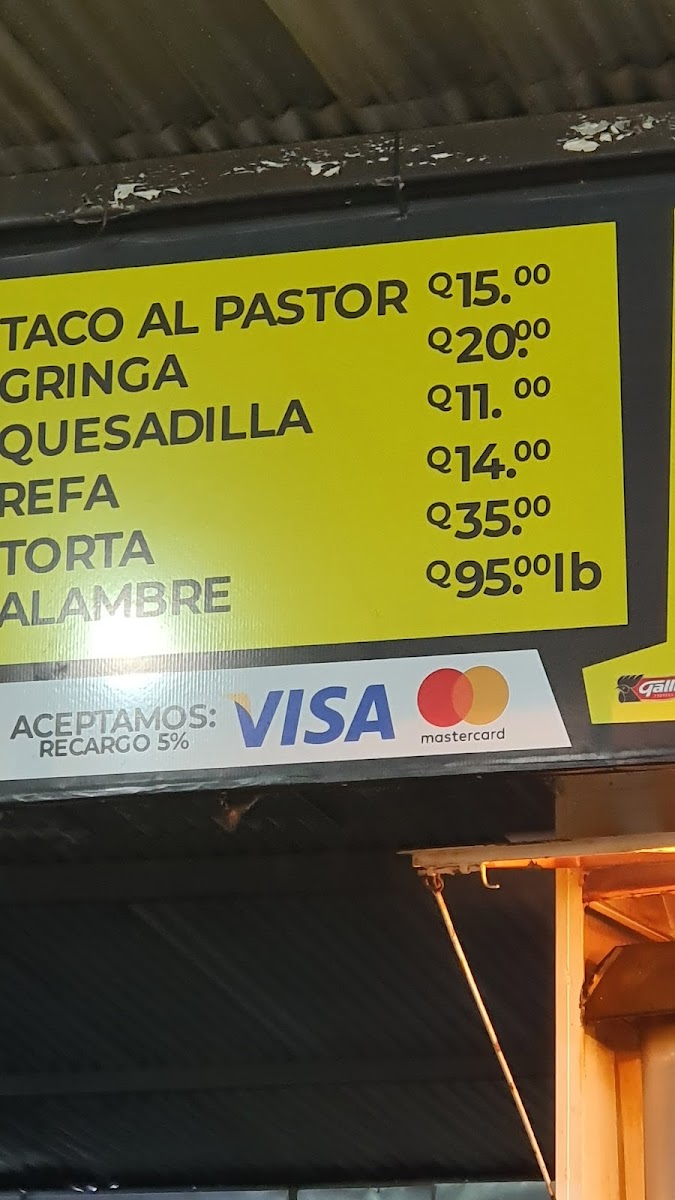 TACO AL PASTOR Q15.00
GRINGA Q20.00
QUESADILLA Q11.00
REFA Q14.00
TORTA Q35.00
ALAMBRE Q95.00lb
ACEPTAMOS:
RECARGO 5%
VISA
mastercard